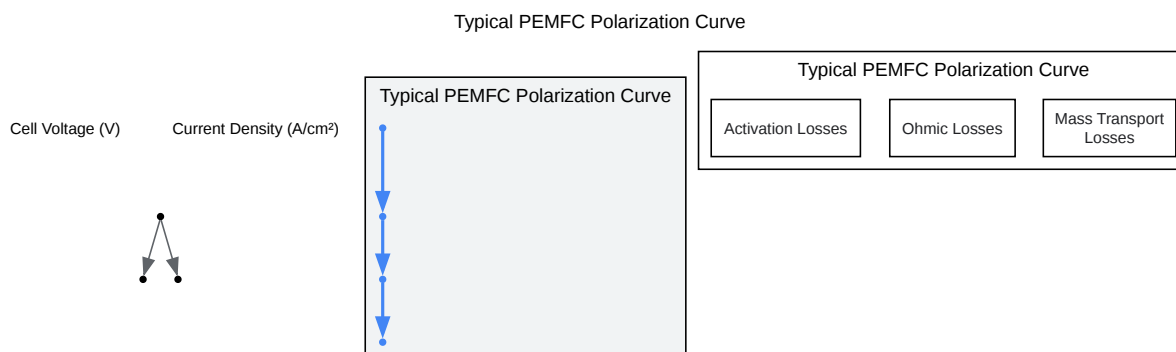 Typical PEMFC Polarization Curve
Typical PEMFC Polarization Curve
Typical PEMFC Polarization Curve
Cell Voltage (V)
Current Density (A/cm²)
Activation Losses
Ohmic Losses
Mass Transport
Losses